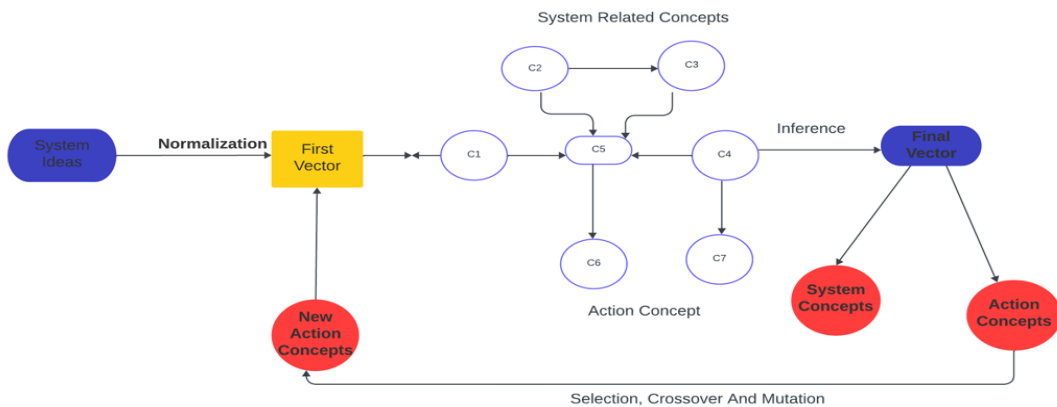 System Related Concepts
C2
C3
System
Ideas
Normalization
First
Vector
C1
C5
C4
Inference
Final
Vector
C6
C7
Action Concept
System
Concepts
Action
Concepts
New
Action
Concepts
Selection, Crossover And Mutation